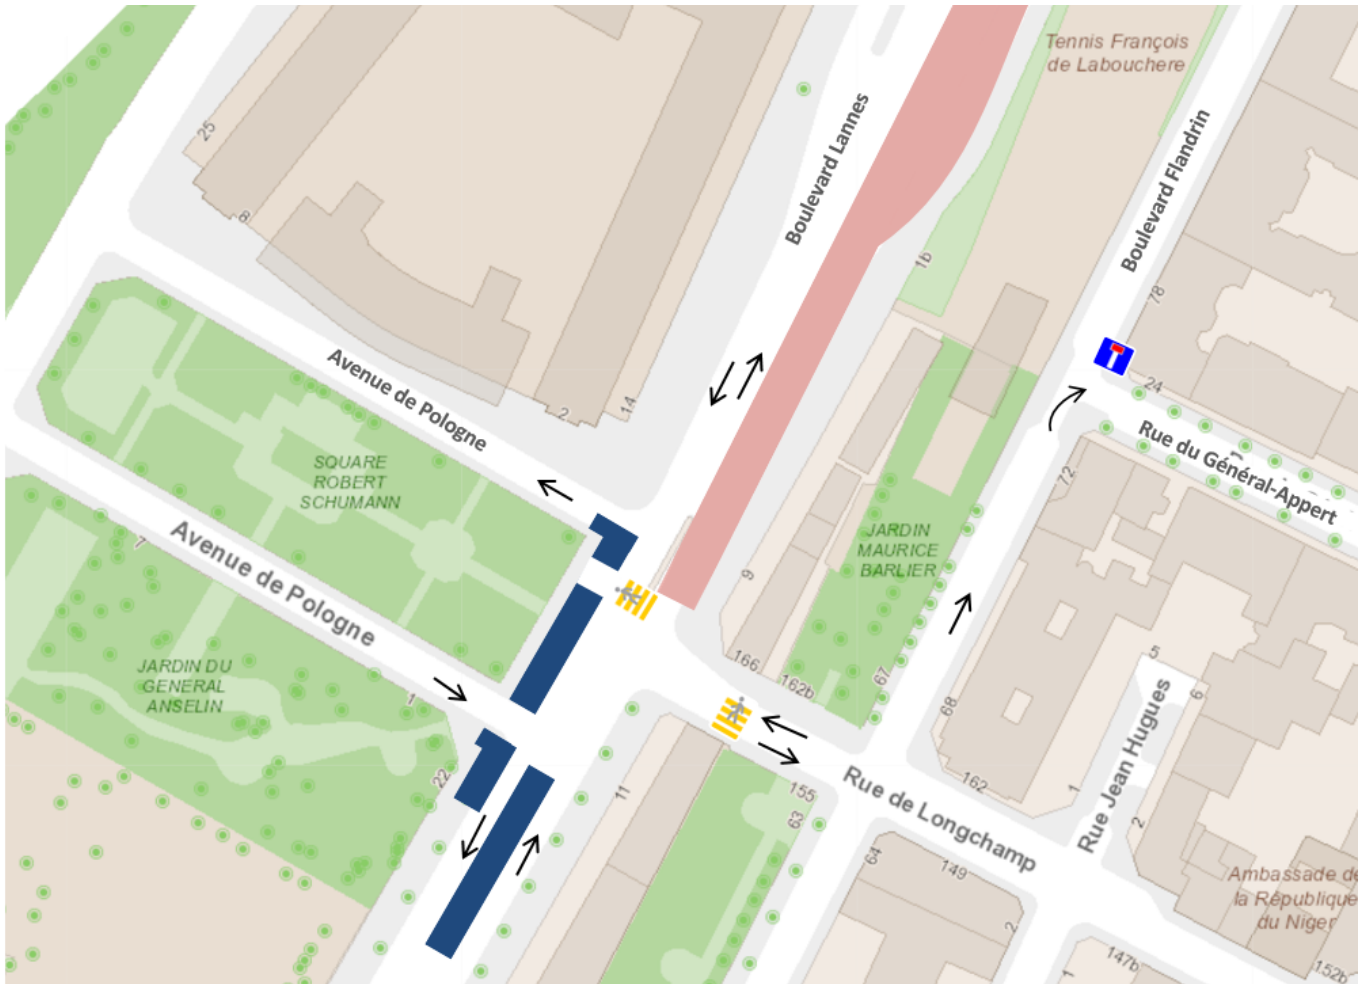 Tennis François
de Labouchere
25
8
Boulevard Lannes
Boulevard Flandrin
1b
78
Avenue de Pologne
2
14
24
SQUARE
ROBERT
SCHUMANN
Rue du Général-Appert
72
7
Avenue de Pologne
JARDIN
MAURICE
BARLIER
9
JARDIN DU
GENERAL
ANSELIN
1
166
162b
67
5
6
68
Rue Jean Hugues
22
11
155
63
162
1
2
Rue de Longchamp
64
149
2
Ambassade de
la République
du Niger
147b
1
152b